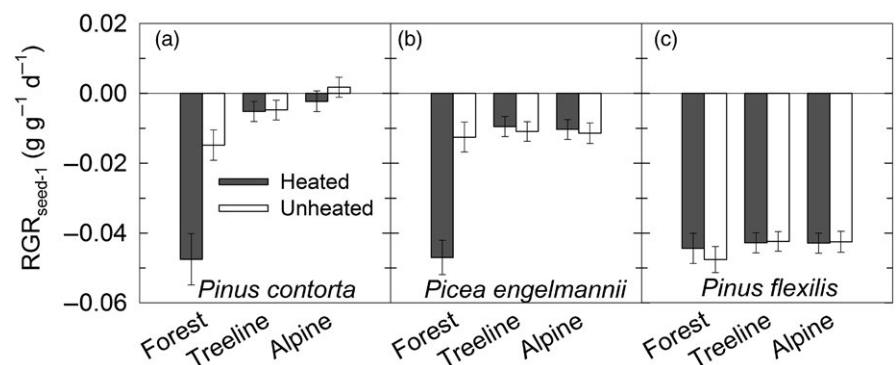 RGRseed-1 (g g−1 d−1)
0.02
0.00
−0.02
−0.04
−0.06
(a)
(b)
(c)
Heated
Unheated
Pinus contorta
Picea engelmannii
Pinus flexilis
Forest
Treeline
Alpine
Forest
Treeline
Alpine
Forest
Treeline
Alpine